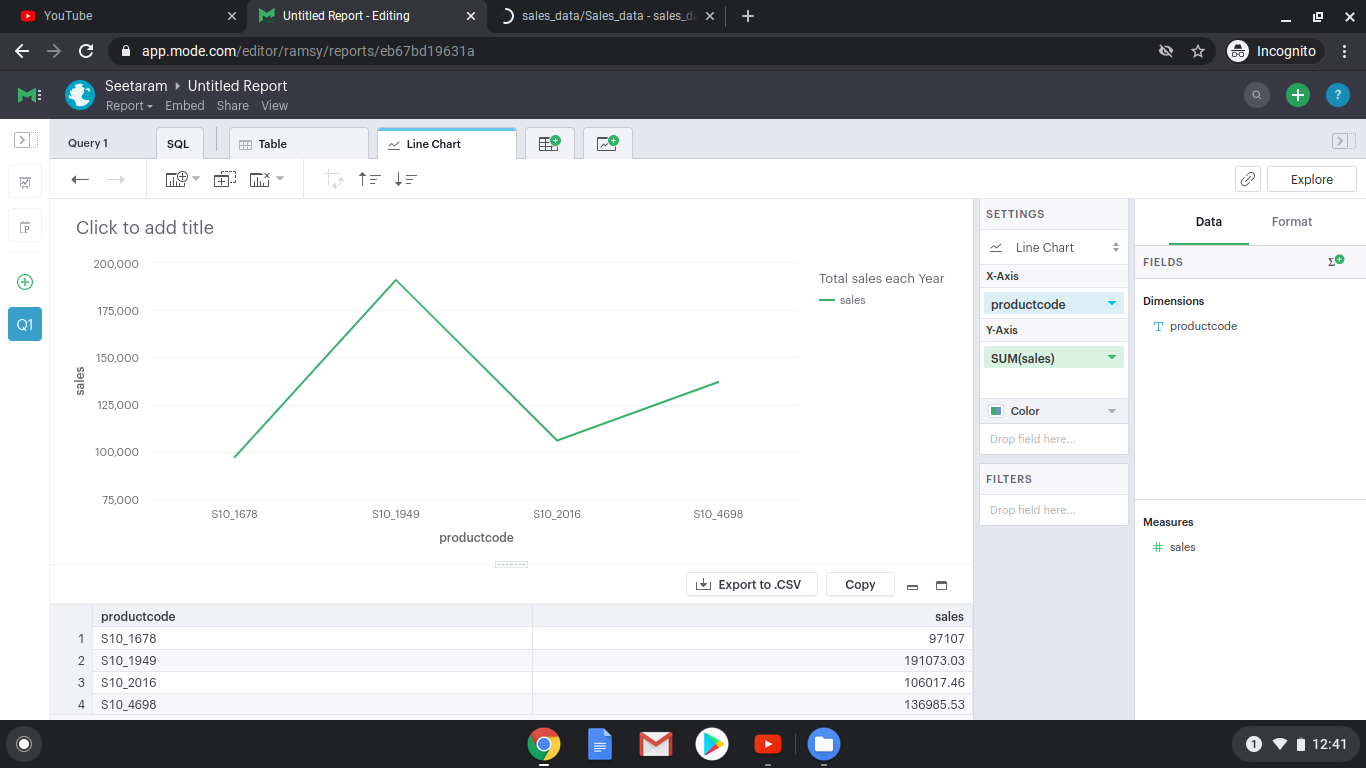 YouTube
Untitled Report - Editing
sales_data/Sales_data - sales_da
app.mode.com/editor/ramsy/reports/eb67bd19631a
Incognito
Seetaram
Untitled Report
Report
Embed
Share
View
?
Query 1
SQL
Table
Line Chart
Explore
P
Q1
Click to add title
200,000
175,000
150,000
125,000
100,000
75,000
sales
S10_1678
S10_1949
S10_2016
S10_4698
productcode
Total sales each Year
sales
SETTINGS
Line Chart
X-Axis
productcode
Y-Axis
SUM(sales)
Color
Drop field here...
FILTERS
Drop field here...
Data
Format
FIELDS
Σ
Dimensions
T productcode
Measures
# sales
Export to .CSV
Copy
productcode sales
1 S10_1678 97107
2 S10_1949 191073.03
3 S10_2016 106017.46
4 S10_4698 136985.53
1
12:41